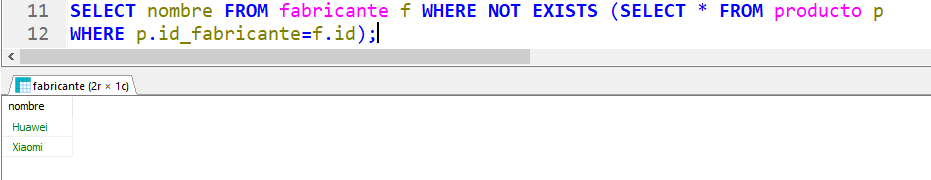 11 SELECT nombre FROM fabricante f WHERE NOT EXISTS (SELECT * FROM producto p
12 WHERE p.id_fabricante=f.id);
fabricante (2r × 1c)
nombre
Huawei
Xiaomi